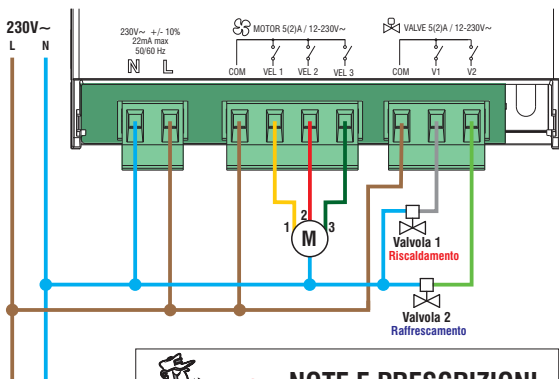 230V~
L N
230V~ +/- 10%
22mA max
50/60 Hz
N L
MOTOR 5(2)A / 12-230V~
COM VEL 1 VEL 2 VEL 3
VALVE 5(2)A / 12-230V~
COM V1 V2
1 2 3
M
Valvola 1
Riscaldamento
Valvola 2
Raffrescamento
NOTE E PRESCRIZIONI